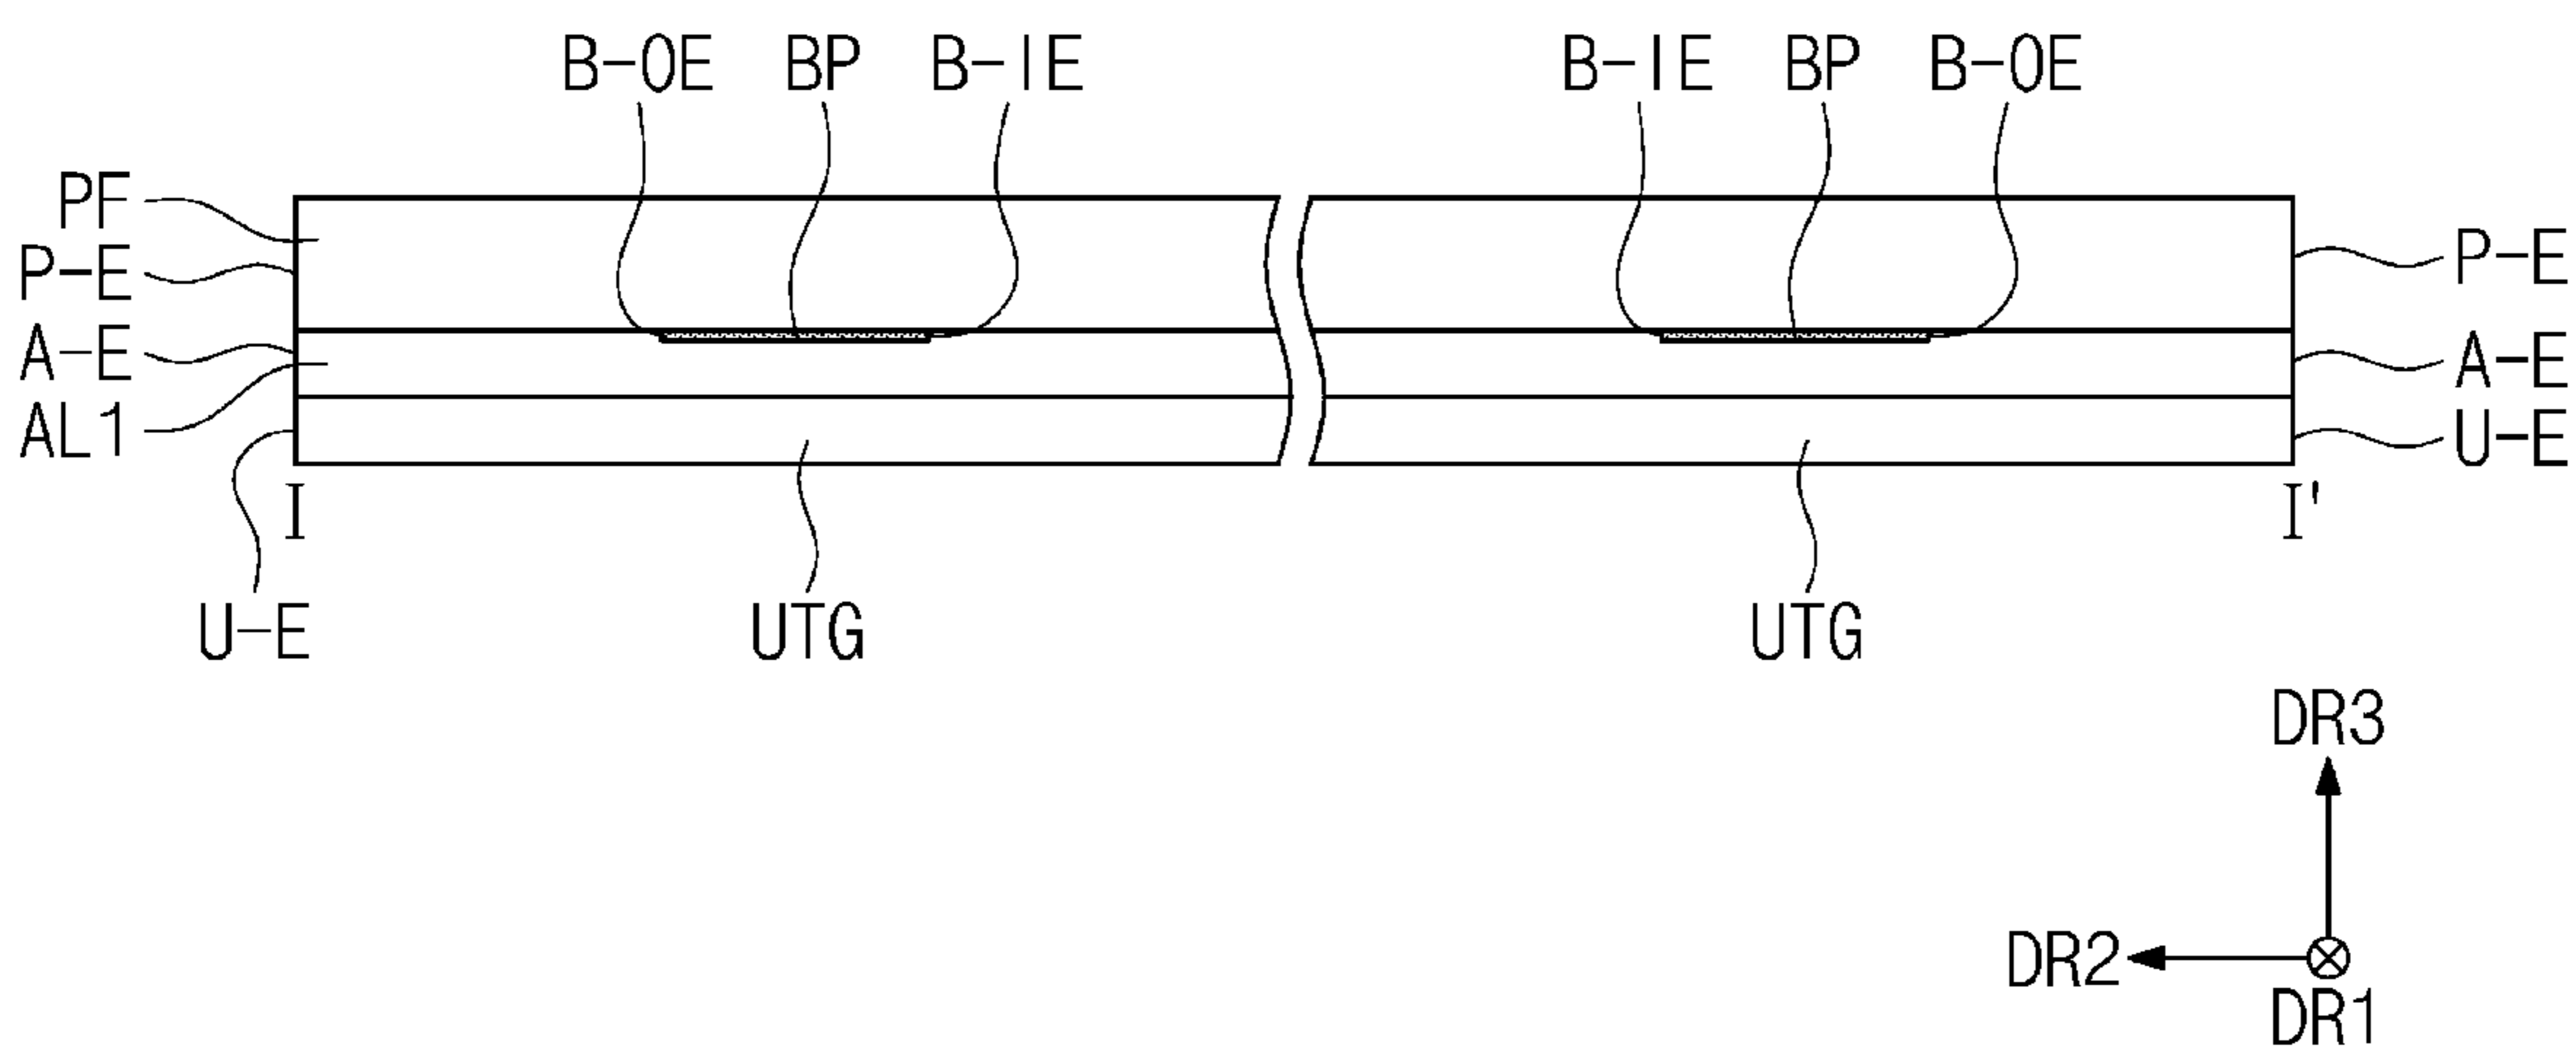 B-OE BP B-IE B-IE BP B-OE
PF
P-E P-E
A-E A-E
AL1 U-E
I I'
U-E UTG UTG
DR3
DR2
DR1